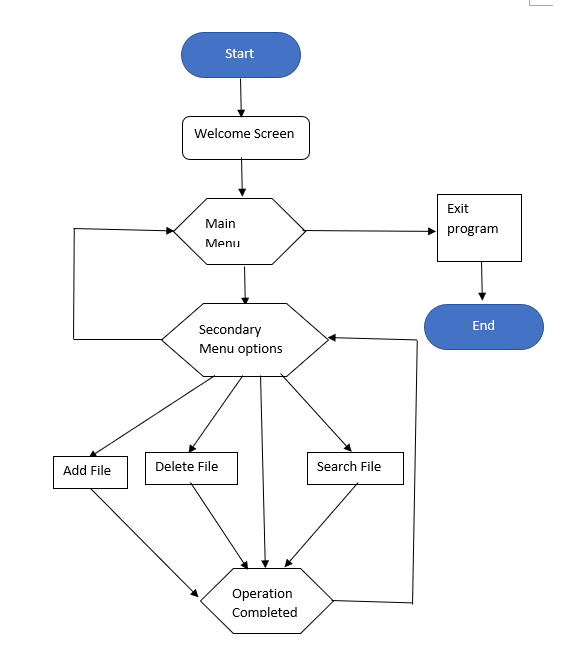 Start
Welcome Screen
Main
Menu
Exit
program
Secondary
Menu options
End
Add File
Delete File
Search File
Operation
Completed